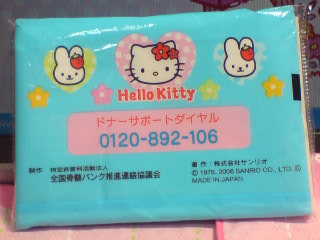 Hello Kitty
ドナーサポートダイヤル
0120-892-106
制作：特定非営利活動法人
全国骨髄バンク推進連絡協議会
著作：株式会社サンリオ
© 1976, 2006 SANRIO CO., LTD. Ⓒ
MADE IN JAPAN